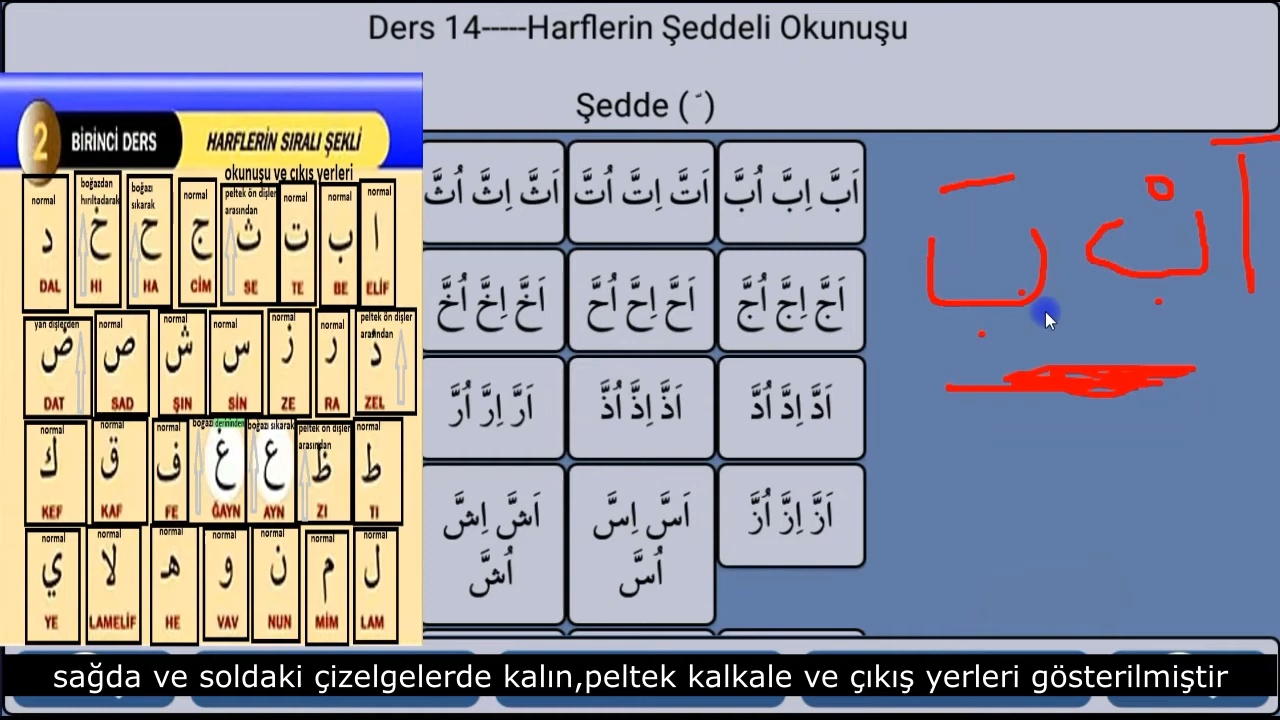 Ders 14-----Harflerin Şeddeli Okunuşu
Şedde ( ّ )
2 BİRİNCİ DERS HARFLERİN SIRALI ŞEKLİ
okunuşu ve çıkış yerleri
normal boğazdan hırıltadarak boğazı sıkarak normal peltek ön dişler arasından normal normal normal
د خ ح ج ث ت ب ا
DAL HI HA CİM SE TE BE ELİF
yan dişlerden normal normal normal normal normal peltek ön dişler arasından
ض ص ش س ز ر ذ
DAT SAD ŞIN SİN ZE RA ZEL
normal normal normal boğazı derininden boğazı sıkarak peltek ön dişler arasından normal
ك ق ف غ ع ظ ط
KEF KAF FE ĞAYN AYN ZI TI
normal normal normal normal normal normal normal
ي لا هـ و ن م ل
YE LAMELİF HE VAV NUN MİM LAM
اَبَّ اِبَّ اُبَّ
اَتَّ اِتَّ اُتَّ
اَثَّ اِثَّ اُثَّ
اَجَّ اِجَّ اُجَّ
اَحَّ اِحَّ اُحَّ
اَخَّ اِخَّ اُخَّ
اَدَّ اِدَّ اُدَّ
اَذَّ اِذَّ اُذَّ
اَرَّ اِرَّ اُرَّ
اَزَّ اِزَّ اُزَّ
اَسَّ اِسَّ
اُسَّ
اَشَّ اِشَّ
اُشَّ
اَ بْ بَ
sağda ve soldaki çizelgelerde kalın,peltek kalkale ve çıkış yerleri gösterilmiştir